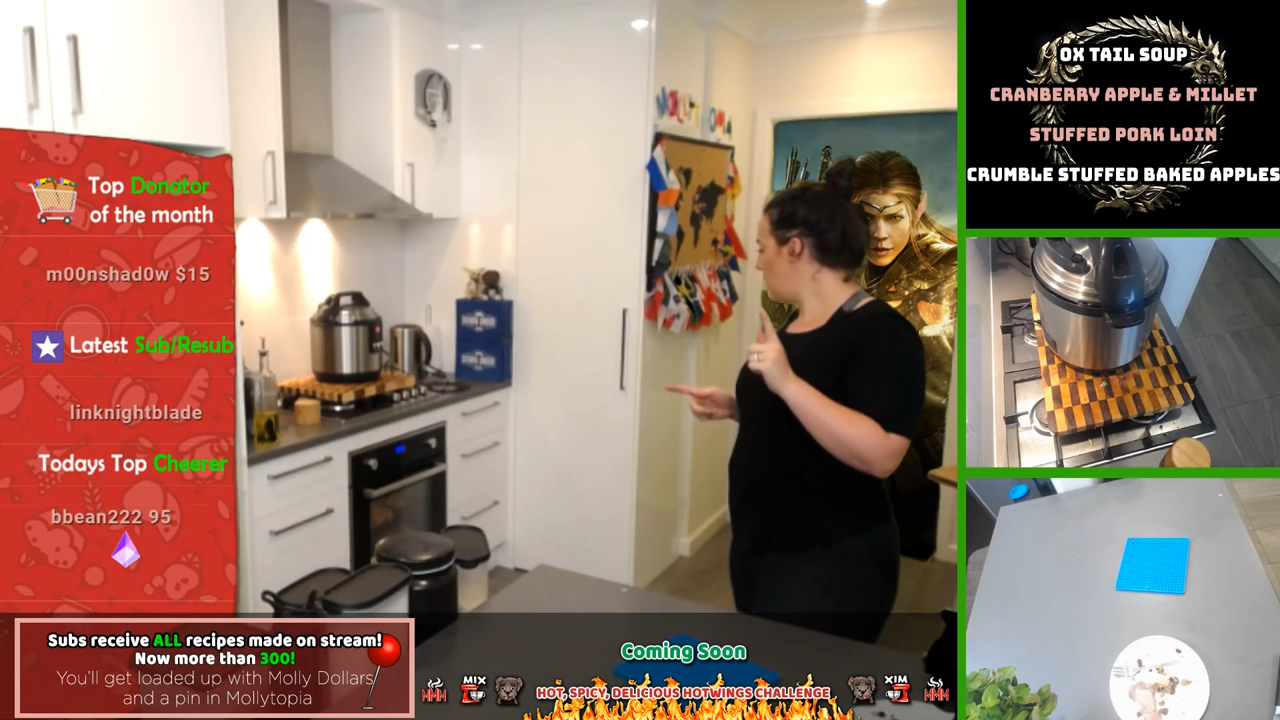 Top Donator
of the month
m00nshad0w $15
Latest Sub/Resub
linknightblade
Todays Top Cheerer
bbean222 95
Subs receive ALL recipes made on stream!
Now more than 300!
You'll get loaded up with Molly Dollars
and a pin in Mollytopia
Coming Soon
MIX
HOT, SPICY, DELICIOUS HOTWINGS CHALLENGE
XIM
OX TAIL SOUP
CRANBERRY APPLE & MILLET
STUFFED PORK LOIN
CRUMBLE STUFFED BAKED APPLES